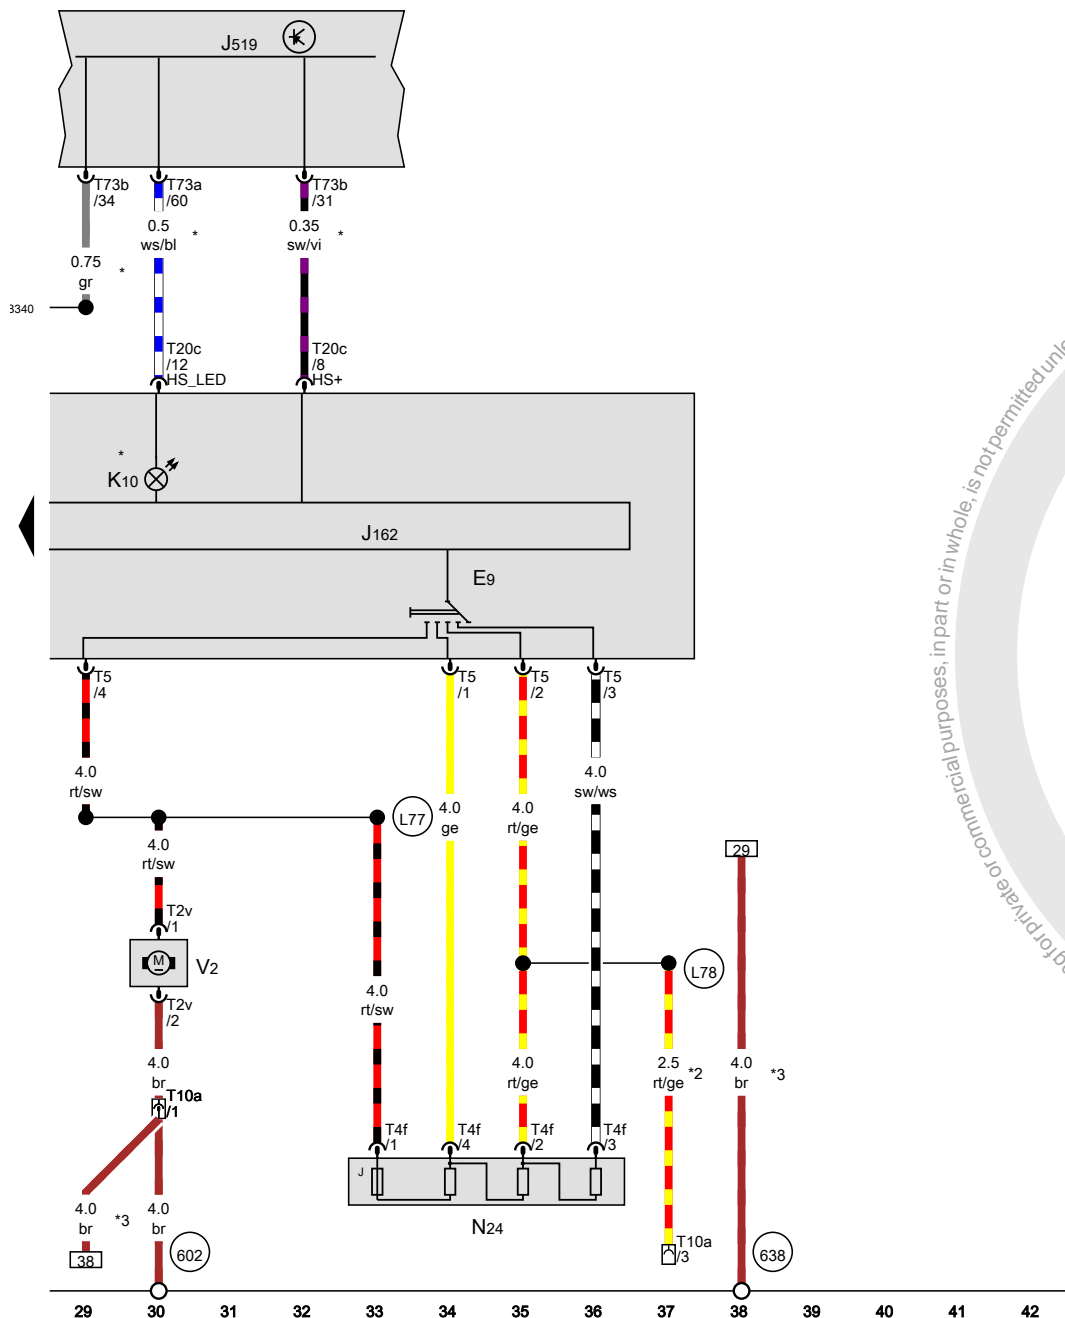 J519
T73b
/34
T73a
/60
T73b
/31
0.5
ws/bl
*
0.35
sw/vi
*
0.75
gr
*
3340
T20c
/12
HS_LED
T20c
/8
HS+
*
K10
J162
E9
T5
/4
T5
/1
T5
/2
T5
/3
4.0
rt/sw
4.0
sw/ws
L77
4.0
ge
4.0
rt/ge
4.0
rt/sw
29
T2v
/1
M
V2
L78
4.0
rt/sw
T2v
/2
4.0
br
4.0
rt/ge
2.5
rt/ge
*2
4.0
br
*3
T10a
/1
T4f
/1
T4f
/4
T4f
/2
T4f
/3
J
N24
4.0
br
*3
4.0
br
602
38
T10a
/3
638
29 30 31 32 33 34 35 36 37 38 39 40 41 42
for private or commercial purposes, in part or in whole, is not permitted